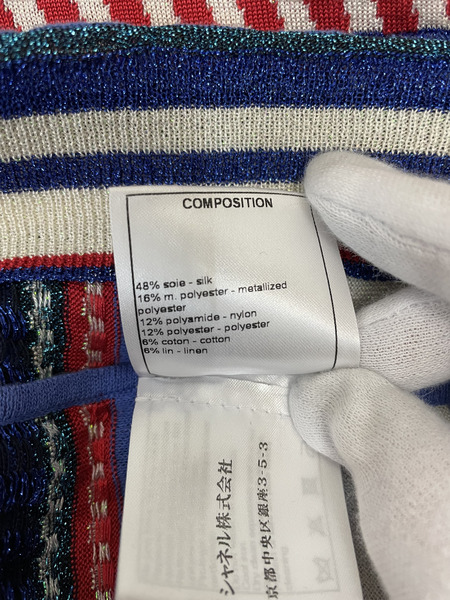 COMPOSITION
48% soie - silk
16% m. polyester - metallized
polyester
12% polyamide - nylon
12% polyester - polyester
6% coton - cotton
6% lin - linen
シャネル株式会社
京都中央区銀座3-5-3